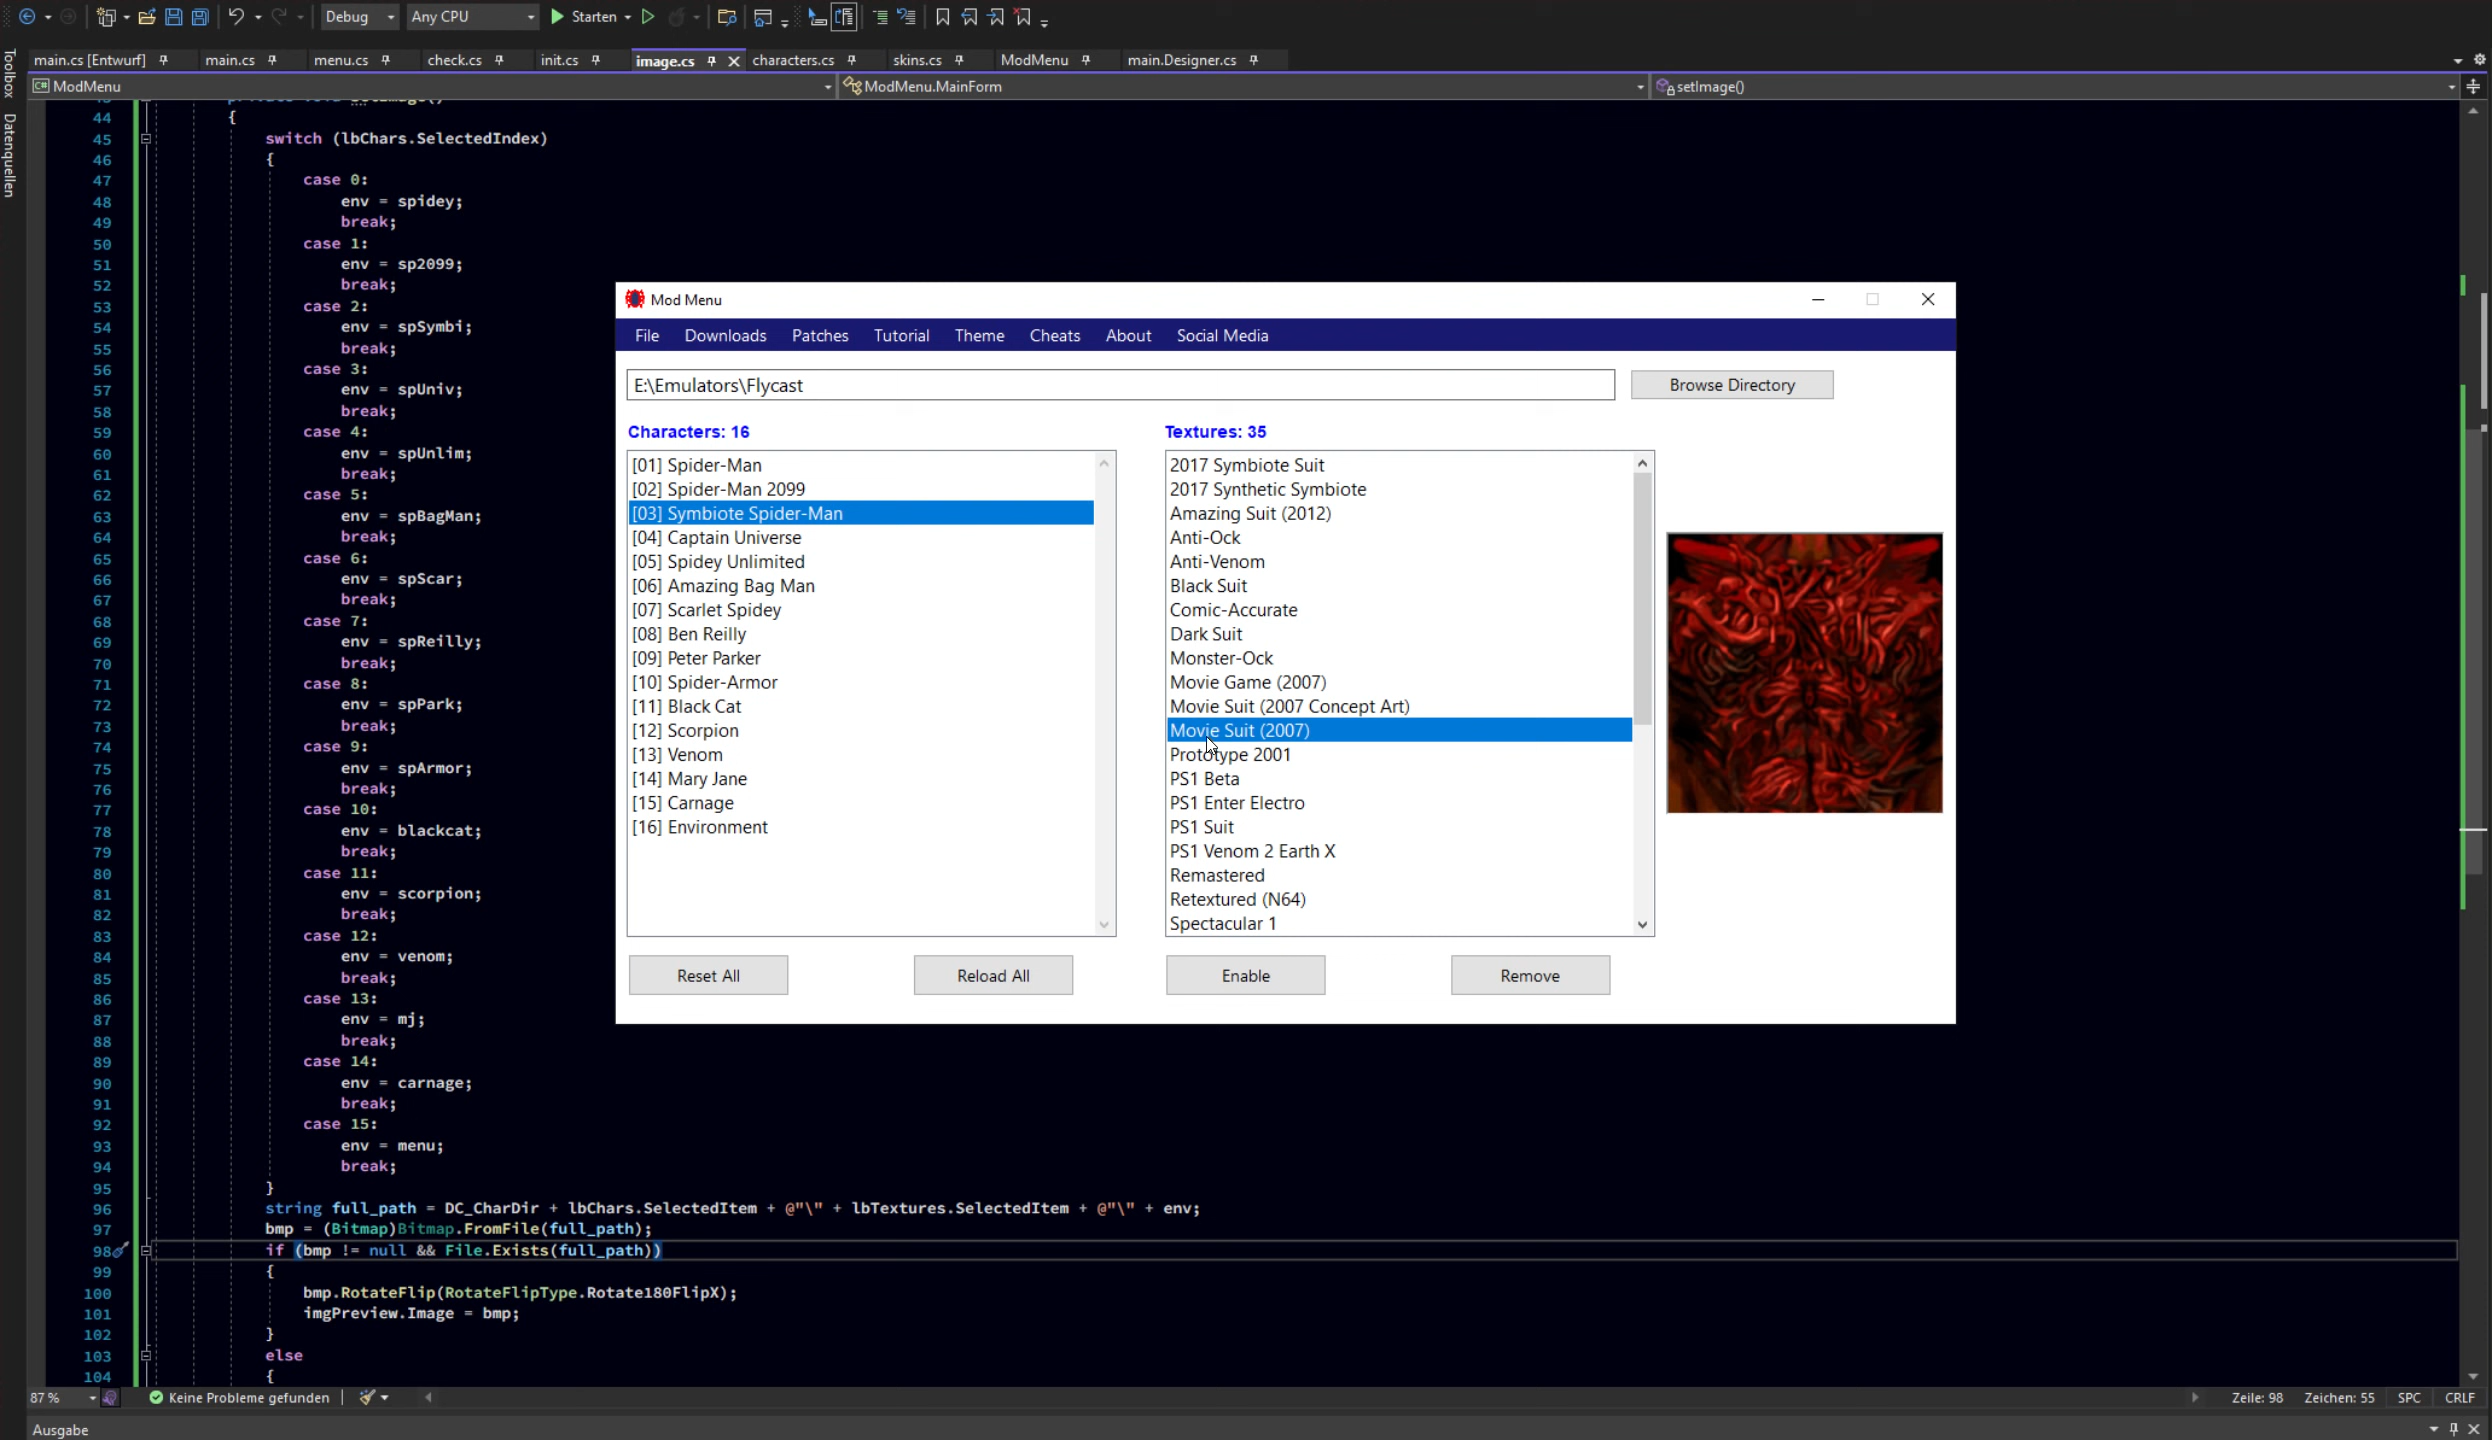 Debug
Any CPU
Starten
Toolbox
Datenquellen
main.cs [Entwurf]
main.cs
menu.cs
check.cs
init.cs
image.cs
characters.cs
skins.cs
ModMenu
main.Designer.cs
ModMenu
ModMenu.MainForm
setImage()
44 {
45 switch (lbChars.SelectedIndex)
46 {
47 case 0:
48 env = spidey;
49 break;
50 case 1:
51 env = sp2099;
52 break;
53 case 2:
54 env = spSymbi;
55 break;
56 case 3:
57 env = spUniv;
58 break;
59 case 4:
60 env = spUnlim;
61 break;
62 case 5:
63 env = spBagMan;
64 break;
65 case 6:
66 env = spScar;
67 break;
68 case 7:
69 env = spReilly;
70 break;
71 case 8:
72 env = spPark;
73 break;
74 case 9:
75 env = spArmor;
76 break;
77 case 10:
78 env = blackcat;
79 break;
80 case 11:
81 env = scorpion;
82 break;
83 case 12:
84 env = venom;
85 break;
86 case 13:
87 env = mj;
88 break;
89 case 14:
90 env = carnage;
91 break;
92 case 15:
93 env = menu;
94 break;
95 }
96 string full_path = DC_CharDir + lbChars.SelectedItem + @"\" + lbTextures.SelectedItem + @"\" + env;
97 bmp = (Bitmap)Bitmap.FromFile(full_path);
98 if (bmp != null && File.Exists(full_path))
99 {
100 bmp.RotateFlip(RotateFlipType.Rotate180FlipX);
101 imgPreview.Image = bmp;
102 }
103 else
104 {
Mod Menu
File Downloads Patches Tutorial Theme Cheats About Social Media
E:\Emulators\Flycast
Browse Directory
Characters: 16
[01] Spider-Man
[02] Spider-Man 2099
[03] Symbiote Spider-Man
[04] Captain Universe
[05] Spidey Unlimited
[06] Amazing Bag Man
[07] Scarlet Spidey
[08] Ben Reilly
[09] Peter Parker
[10] Spider-Armor
[11] Black Cat
[12] Scorpion
[13] Venom
[14] Mary Jane
[15] Carnage
[16] Environment
Textures: 35
2017 Symbiote Suit
2017 Synthetic Symbiote
Amazing Suit (2012)
Anti-Ock
Anti-Venom
Black Suit
Comic-Accurate
Dark Suit
Monster-Ock
Movie Game (2007)
Movie Suit (2007 Concept Art)
Movie Suit (2007)
Prototype 2001
PS1 Beta
PS1 Enter Electro
PS1 Suit
PS1 Venom 2 Earth X
Remastered
Retextured (N64)
Spectacular 1
Reset All
Reload All
Enable
Remove
87 %
Keine Probleme gefunden
Zeile: 98
Zeichen: 55
SPC
CRLF
Ausgabe